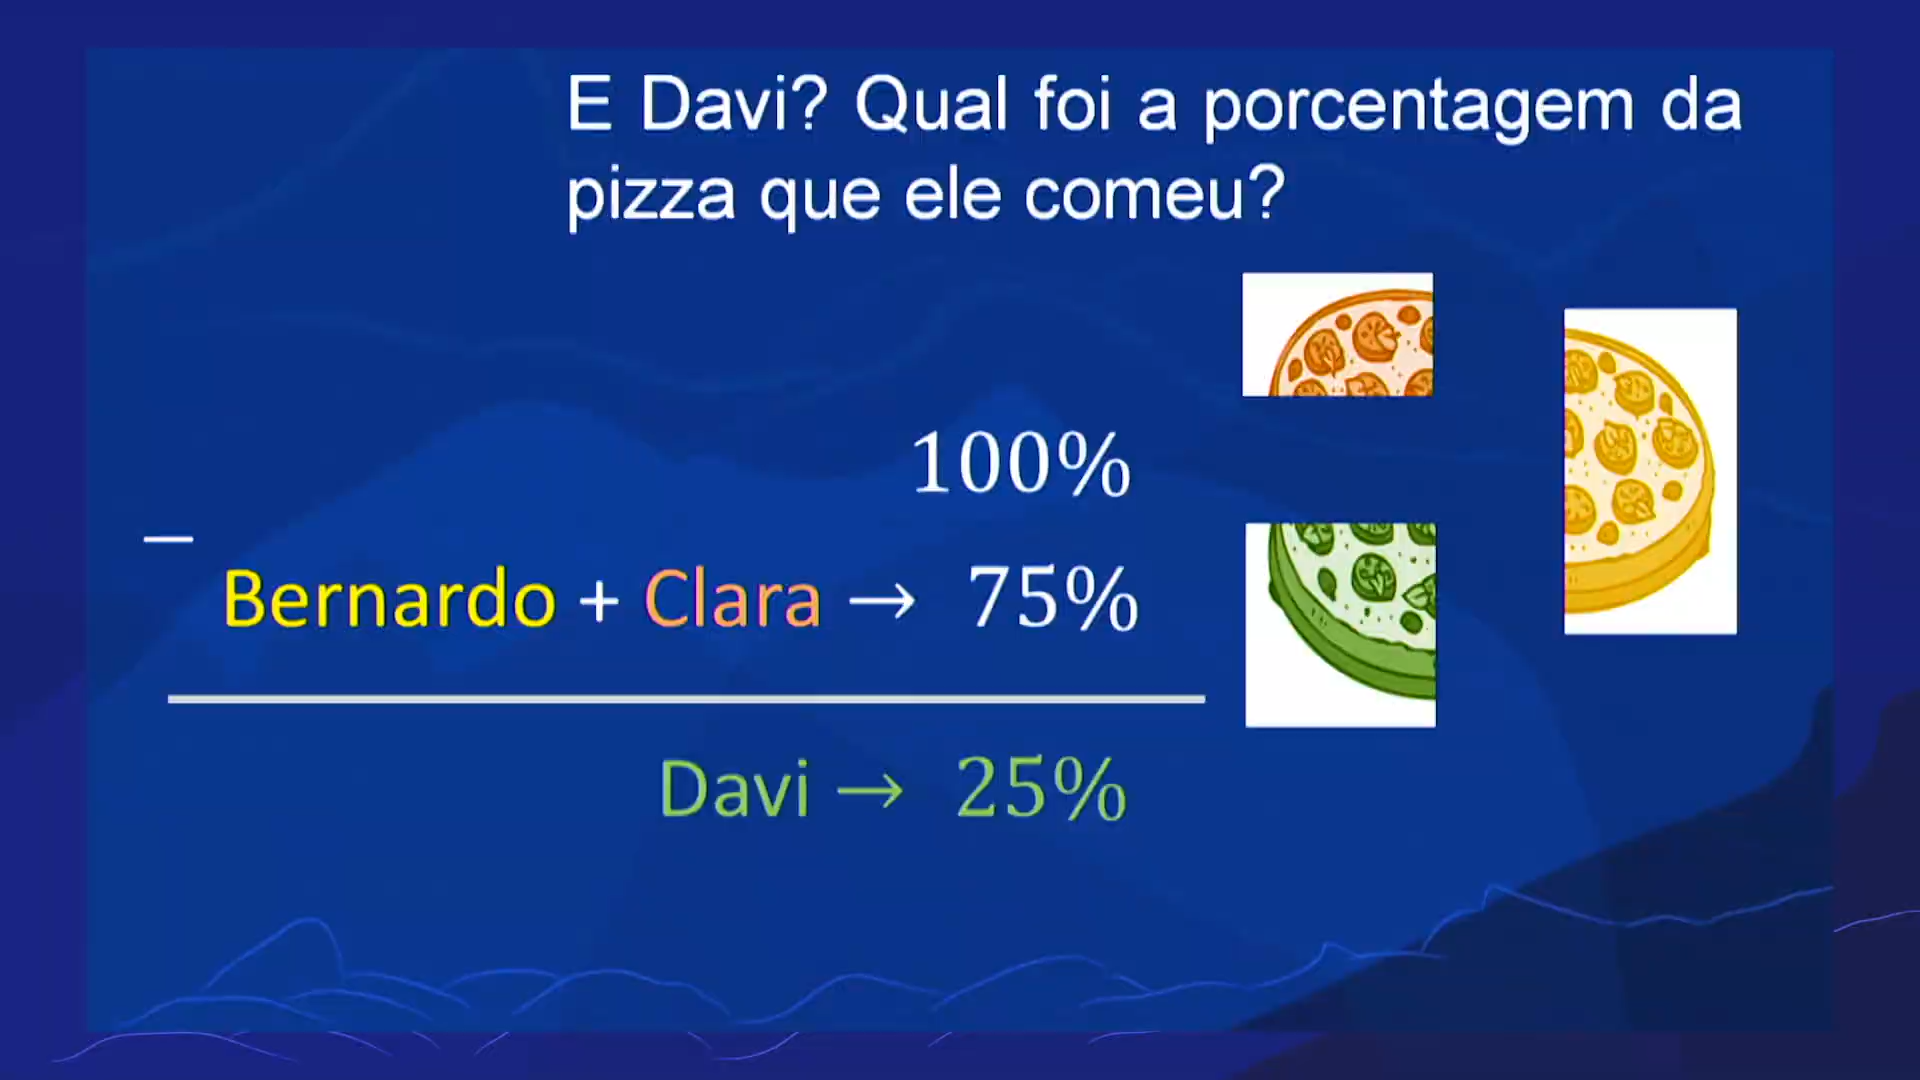 E Davi? Qual foi a porcentagem da
pizza que ele comeu?
100%
—
Bernardo + Clara → 75%
Davi → 25%